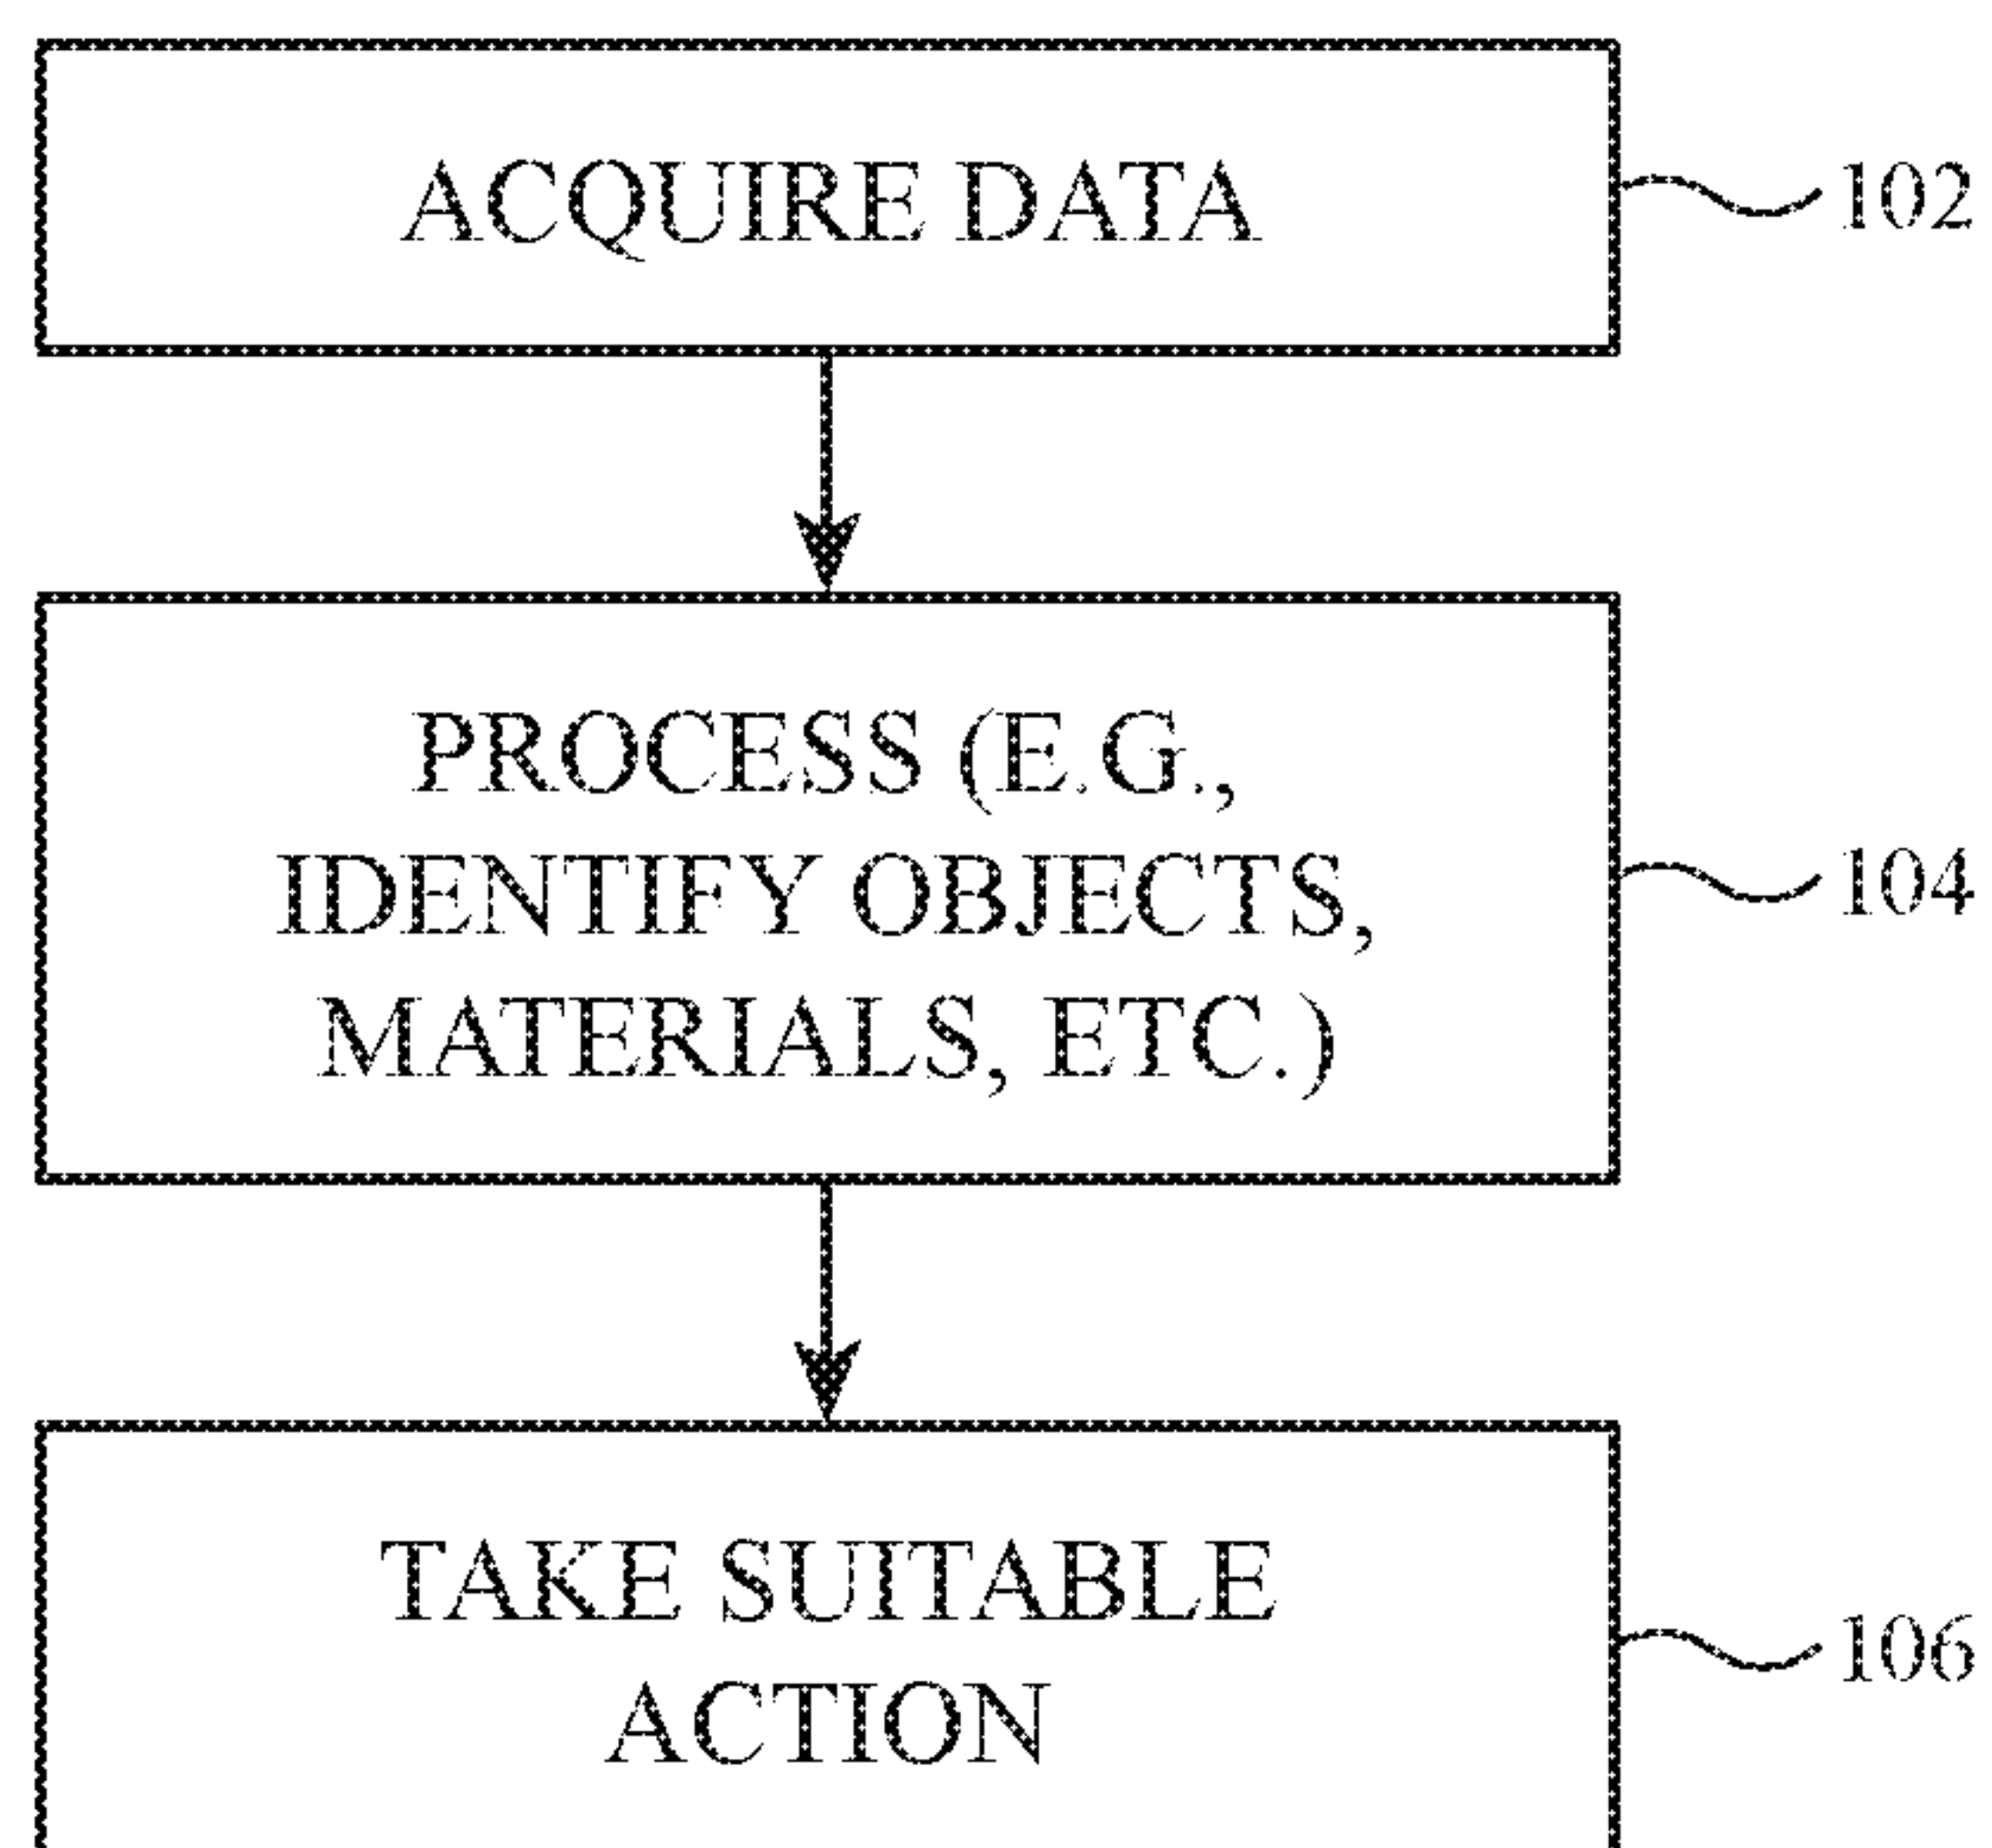 ACQUIRE DATA
102
PROCESS (E.G.,
IDENTIFY OBJECTS,
MATERIALS, ETC.)
104
TAKE SUITABLE
ACTION
106